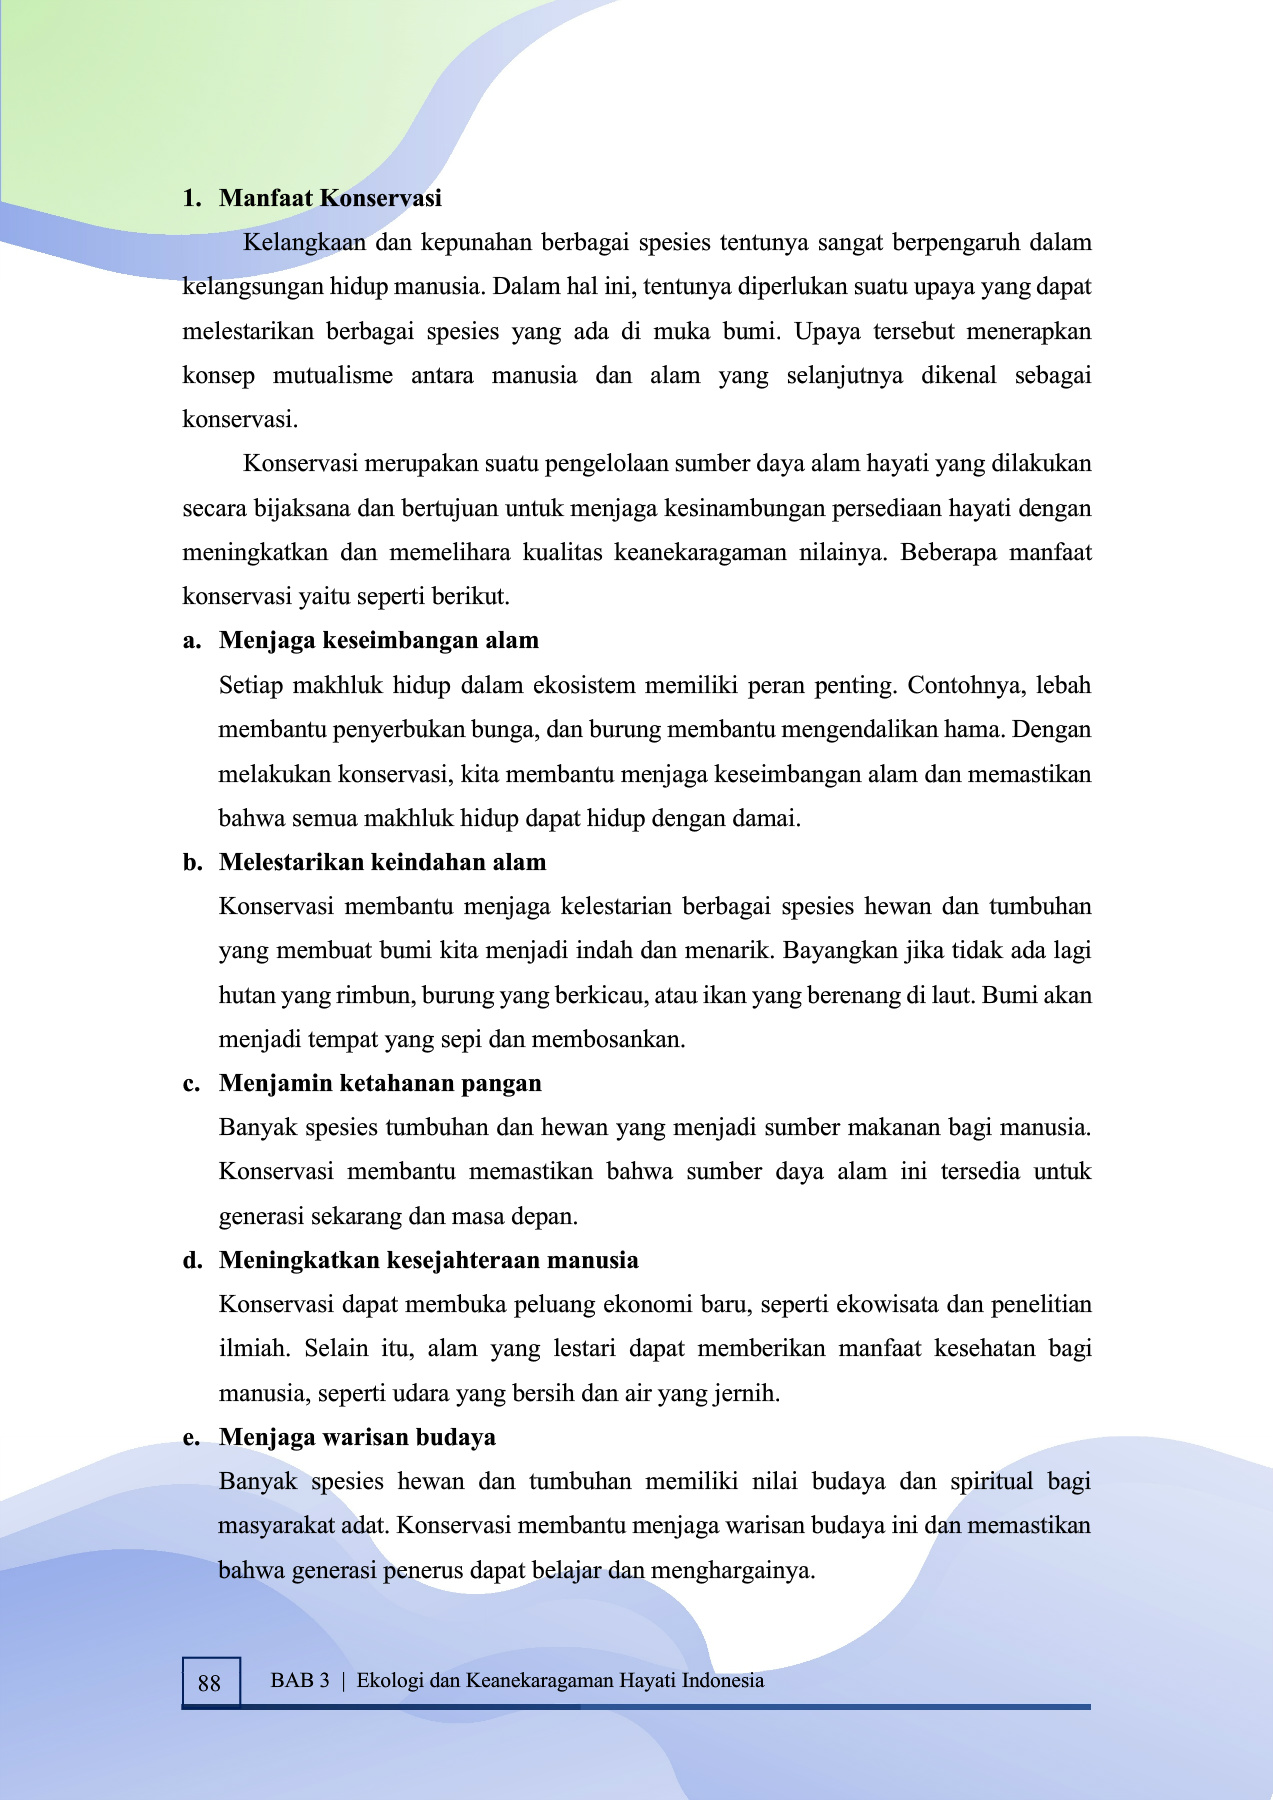 1. Manfaat Konservasi
Kelangkaan dan kepunahan berbagai spesies tentunya sangat berpengaruh dalam
kelangsungan hidup manusia. Dalam hal ini, tentunya diperlukan suatu upaya yang dapat
melestarikan berbagai spesies yang ada di muka bumi. Upaya tersebut menerapkan
konsep mutualisme antara manusia dan alam yang selanjutnya dikenal sebagai
konservasi.
Konservasi merupakan suatu pengelolaan sumber daya alam hayati yang dilakukan
secara bijaksana dan bertujuan untuk menjaga kesinambungan persediaan hayati dengan
meningkatkan dan memelihara kualitas keanekaragaman nilainya. Beberapa manfaat
konservasi yaitu seperti berikut.
a. Menjaga keseimbangan alam
Setiap makhluk hidup dalam ekosistem memiliki peran penting. Contohnya, lebah
membantu penyerbukan bunga, dan burung membantu mengendalikan hama. Dengan
melakukan konservasi, kita membantu menjaga keseimbangan alam dan memastikan
bahwa semua makhluk hidup dapat hidup dengan damai.
b. Melestarikan keindahan alam
Konservasi membantu menjaga kelestarian berbagai spesies hewan dan tumbuhan
yang membuat bumi kita menjadi indah dan menarik. Bayangkan jika tidak ada lagi
hutan yang rimbun, burung yang berkicau, atau ikan yang berenang di laut. Bumi akan
menjadi tempat yang sepi dan membosankan.
c. Menjamin ketahanan pangan
Banyak spesies tumbuhan dan hewan yang menjadi sumber makanan bagi manusia.
Konservasi membantu memastikan bahwa sumber daya alam ini tersedia untuk
generasi sekarang dan masa depan.
d. Meningkatkan kesejahteraan manusia
Konservasi dapat membuka peluang ekonomi baru, seperti ekowisata dan penelitian
ilmiah. Selain itu, alam yang lestari dapat memberikan manfaat kesehatan bagi
manusia, seperti udara yang bersih dan air yang jernih.
e. Menjaga warisan budaya
Banyak spesies hewan dan tumbuhan memiliki nilai budaya dan spiritual bagi
masyarakat adat. Konservasi membantu menjaga warisan budaya ini dan memastikan
bahwa generasi penerus dapat belajar dan menghargainya.
88 BAB 3 | Ekologi dan Keanekaragaman Hayati Indonesia